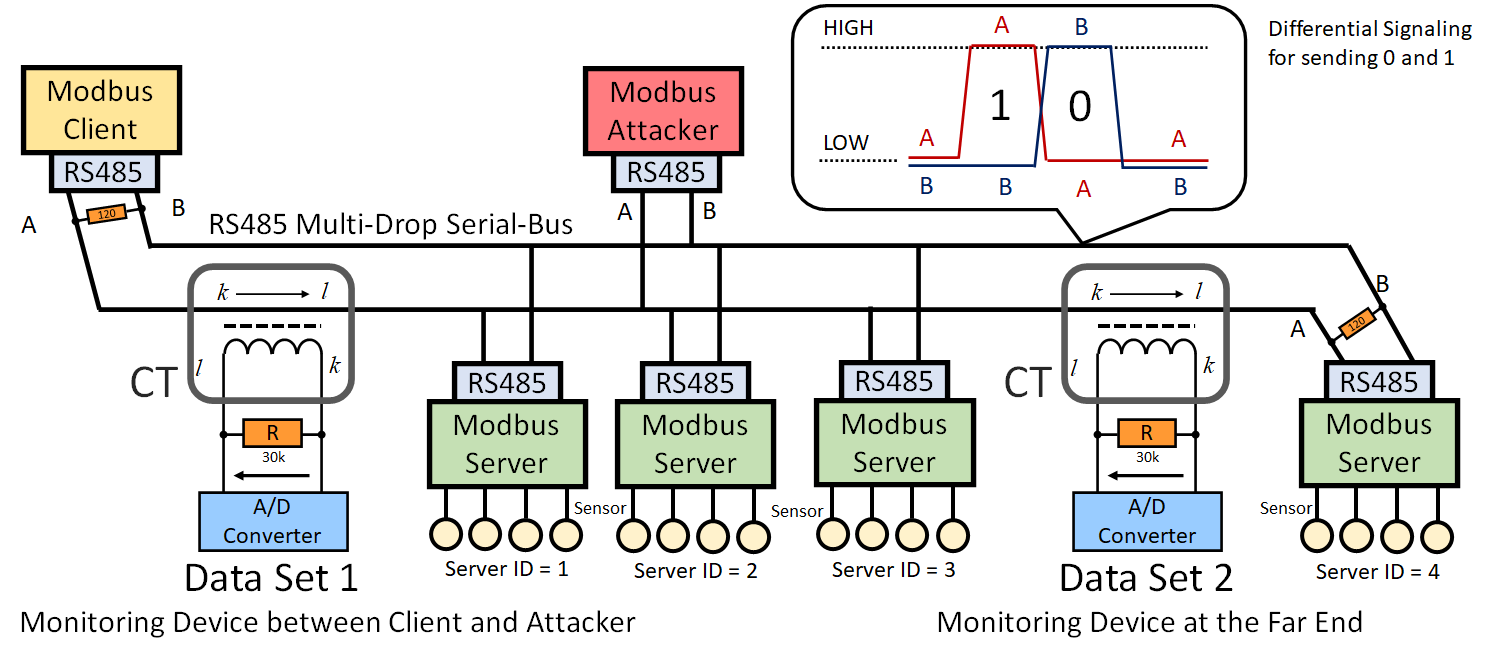 HIGH
A
B
Differential Signaling
for sending 0 and 1
1
0
LOW
A
A
B
B
A
B
Modbus
Client
RS485
A
120
B
Modbus
Attacker
RS485
A
B
RS485 Multi-Drop Serial-Bus
k
l
l
k
CT
R
30k
A/D
Converter
Data Set 1
Monitoring Device between Client and Attacker
RS485
Modbus
Server
Sensor
Server ID = 1
RS485
Modbus
Server
Sensor
Server ID = 2
RS485
Modbus
Server
Server ID = 3
k
l
l
k
CT
R
30k
A/D
Converter
Data Set 2
Monitoring Device at the Far End
B
A
120
RS485
Modbus
Server
Sensor
Server ID = 4